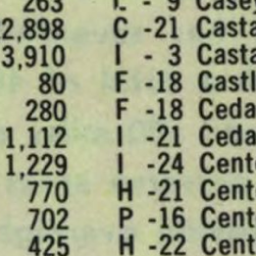 263 - 9 Casey
2,898 C -21 Casta
3,910 I - 3 Casta
80 F -18 Castl
280 F -18 Ceda
1,112 I -21 Ceda
1,229 I -24 Cent
770 H -21 Cent
702 P -16 Cent
425 H -22 Cent